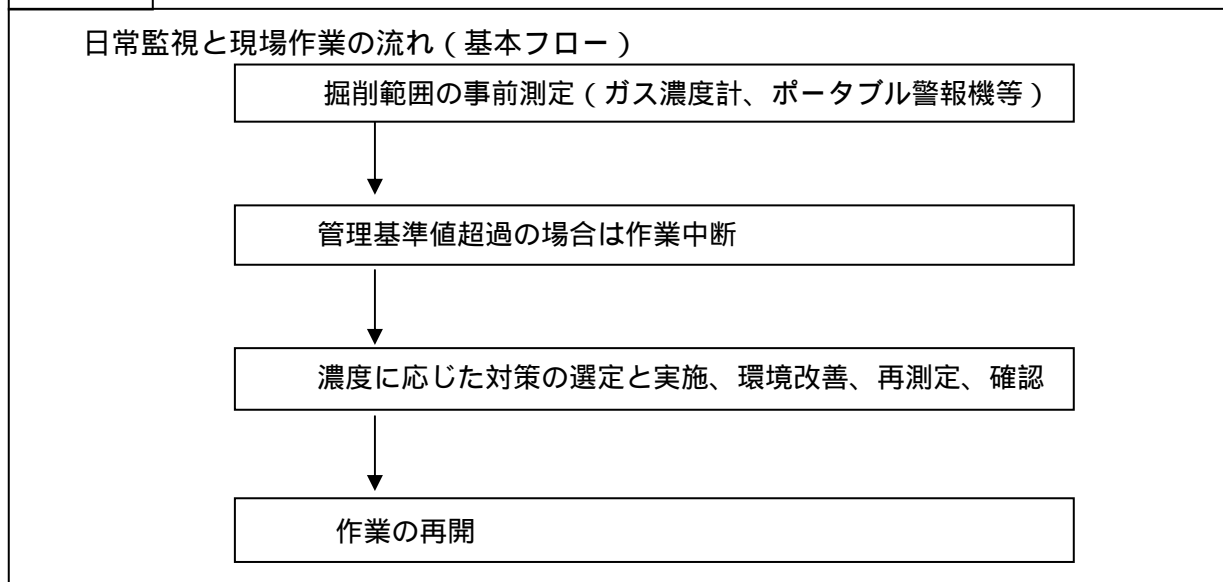 日常監視と現場作業の流れ(基本フロー)
掘削範囲の事前測定(ガス濃度計、ポータブル警報機等)
管理基準値超過の場合は作業中断
濃度に応じた対策の選定と実施、環境改善、再測定、確認
作業の再開